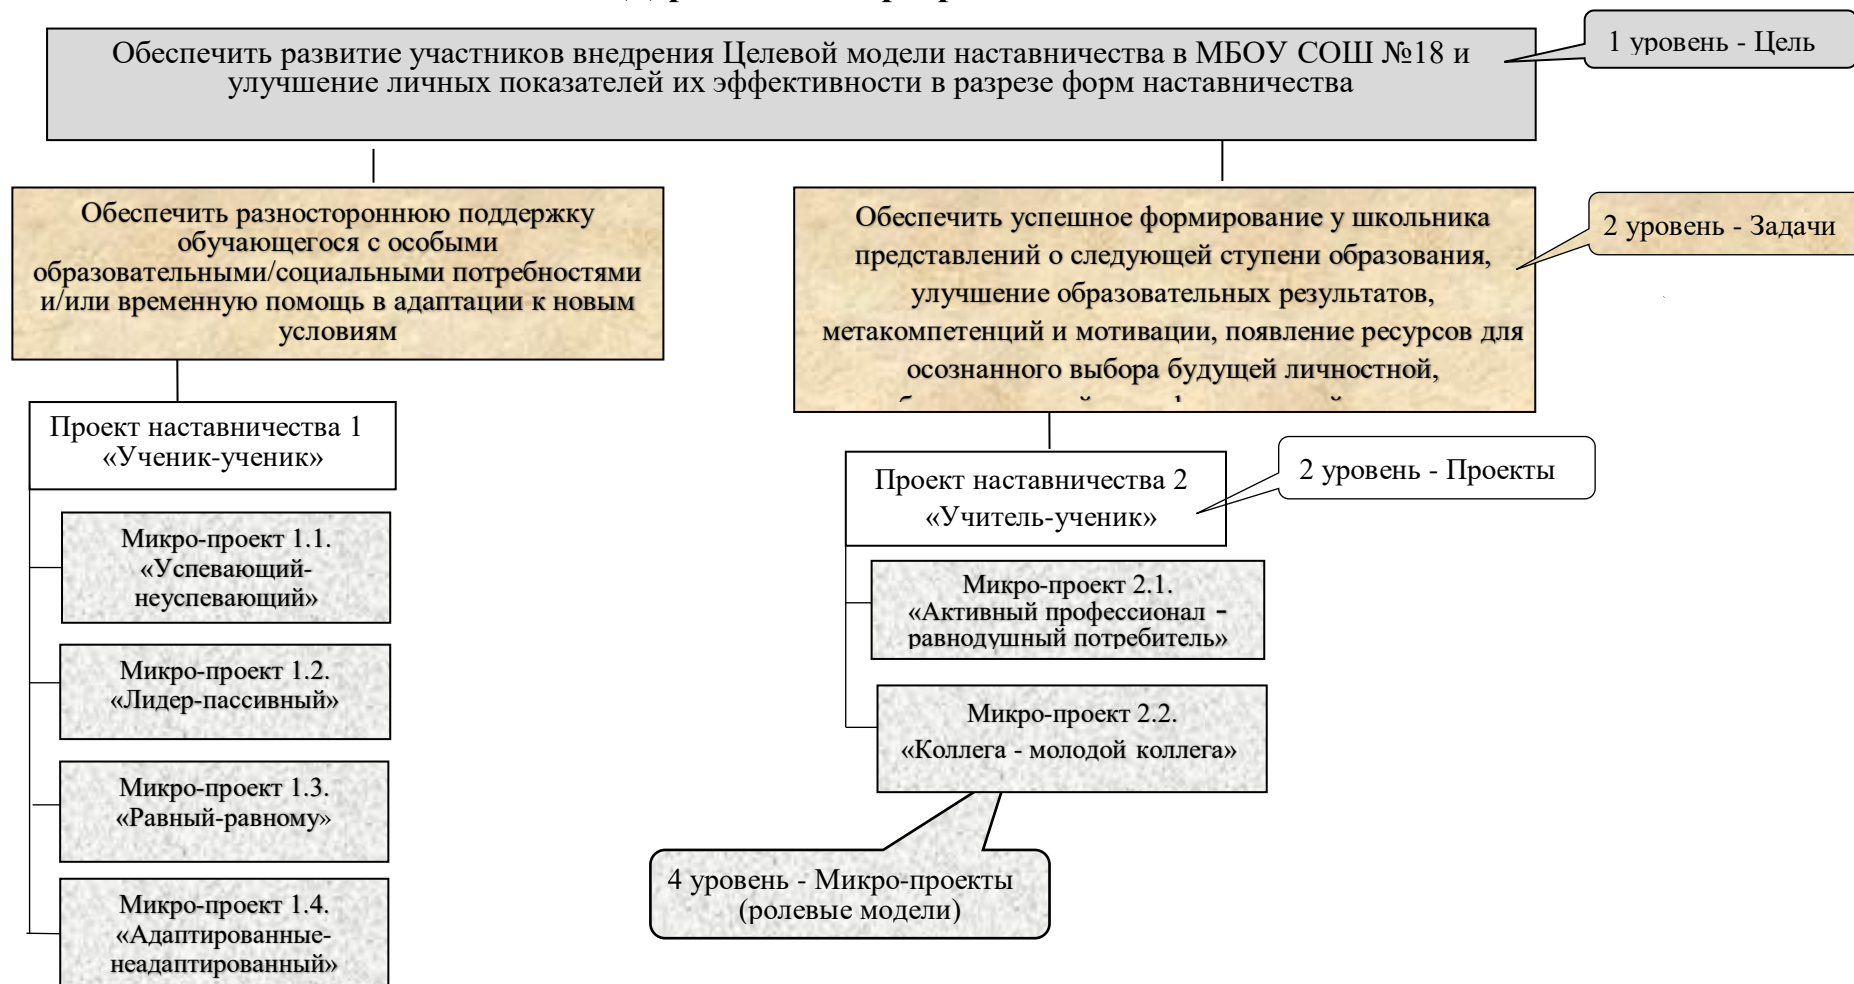 Обеспечить развитие участников внедрения Целевой модели наставничества в МБОУ СОШ №18 и
улучшение личных показателей их эффективности в разрезе форм наставничества
1 уровень - Цель
Обеспечить разностороннюю поддержку
обучающегося с особыми
образовательными/социальными потребностями
и/или временную помощь в адаптации к новым
условиям
Обеспечить успешное формирование у школьника
представлений о следующей ступени образования,
улучшение образовательных результатов,
метакомпетенций и мотивации, появление ресурсов для
осознанного выбора будущей личностной,
2 уровень - Задачи
Проект наставничества 1
«Ученик-ученик»
Микро-проект 1.1.
«Успевающий-
неуспевающий»
Микро-проект 1.2.
«Лидер-пассивный»
Микро-проект 1.3.
«Равный-равному»
Микро-проект 1.4.
«Адаптированные-
неадаптированный»
Проект наставничества 2
«Учитель-ученик»
2 уровень - Проекты
Микро-проект 2.1.
«Активный профессионал -
равнодушный потребитель»
Микро-проект 2.2.
«Коллега - молодой коллега»
4 уровень - Микро-проекты
(ролевые модели)